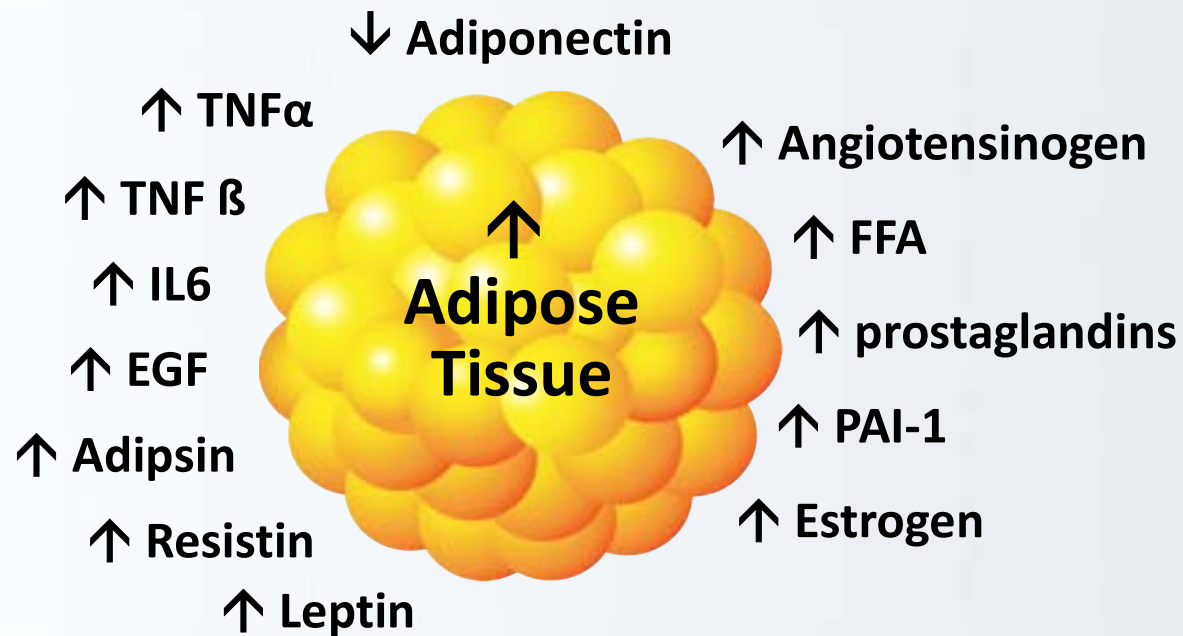 ↓ Adiponectin
↑ TNFα
↑ TNF ß
↑ IL6
↑ EGF
↑ Adipsin
↑ Resistin
↑ Leptin
↑
Adipose
Tissue
↑ Angiotensinogen
↑ FFA
↑ prostaglandins
↑ PAI-1
↑ Estrogen